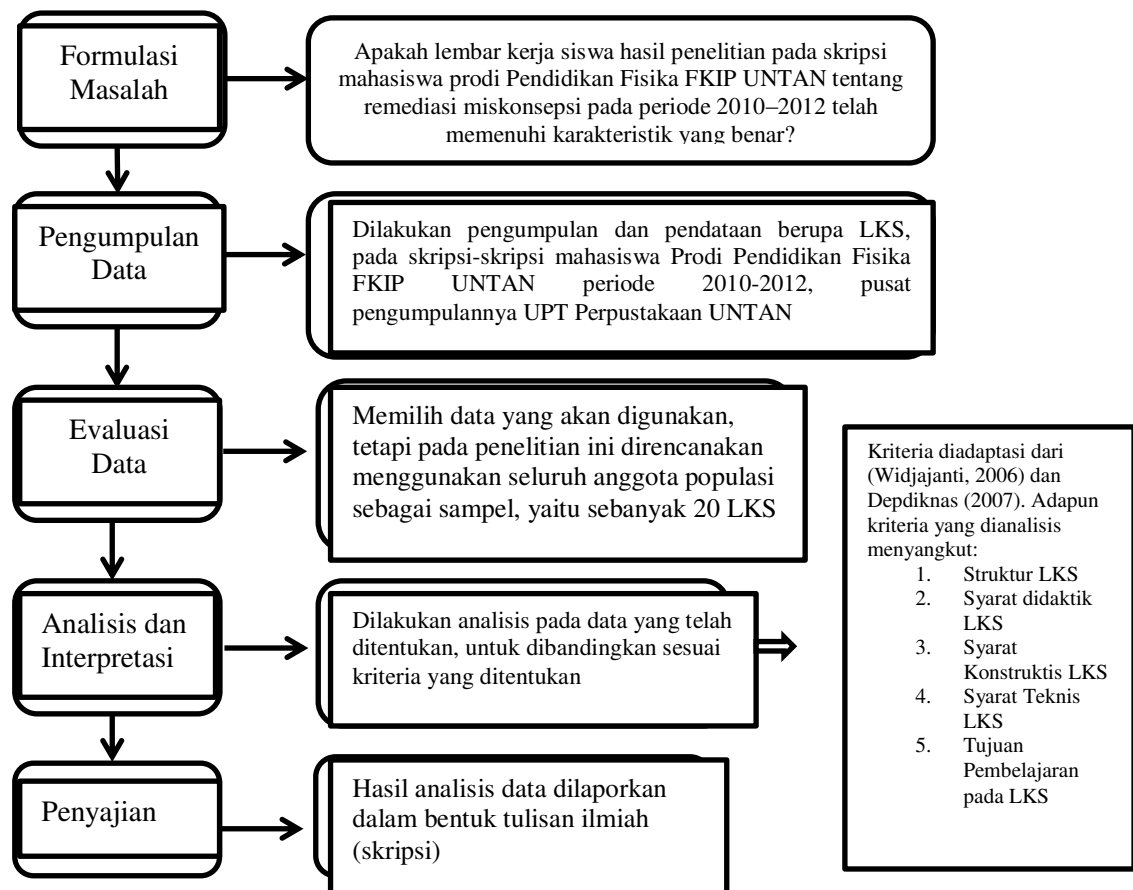 Formulasi
Masalah
Apakah lembar kerja siswa hasil penelitian pada skripsi
mahasiswa prodi Pendidikan Fisika FKIP UNTAN tentang
remediasi miskonsepsi pada periode 2010–2012 telah
memenuhi karakteristik yang benar?
Pengumpulan
Data
Dilakukan pengumpulan dan pendataan berupa LKS,
pada skripsi-skripsi mahasiswa Prodi Pendidikan Fisika
FKIP UNTAN periode 2010-2012, pusat
pengumpulannya UPT Perpustakaan UNTAN
Evaluasi
Data
Memilih data yang akan digunakan,
tetapi pada penelitian ini direncanakan
menggunakan seluruh anggota populasi
sebagai sampel, yaitu sebanyak 20 LKS
Analisis dan
Interpretasi
Dilakukan analisis pada data yang telah
ditentukan, untuk dibandingkan sesuai
kriteria yang ditentukan
Kriteria diadaptasi dari
(Widjajanti, 2006) dan
Depdiknas (2007). Adapun
kriteria yang dianalisis
menyangkut:
1. Struktur LKS
2. Syarat didaktik
LKS
3. Syarat
Konstruktis LKS
4. Syarat Teknis
LKS
5. Tujuan
Pembelajaran
pada LKS
Penyajian
Hasil analisis data dilaporkan
dalam bentuk tulisan ilmiah
(skripsi)